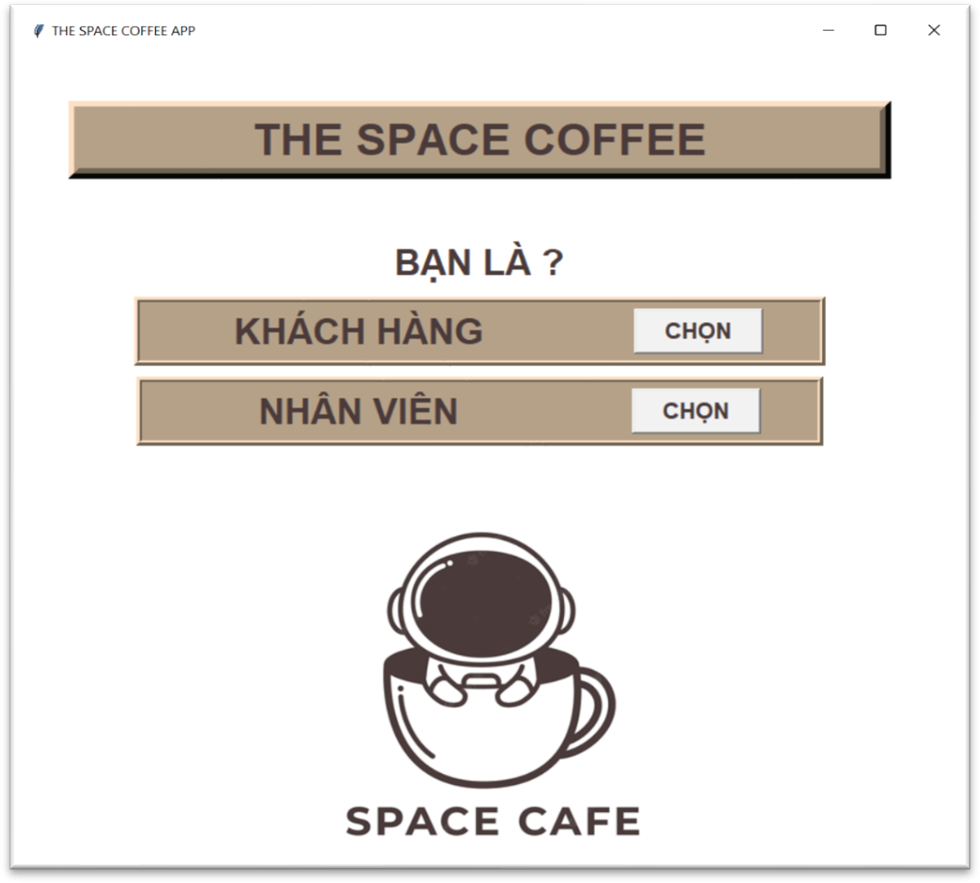 THE SPACE COFFEE APP
THE SPACE COFFEE
BẠN LÀ ?
KHÁCH HÀNG CHỌN
NHÂN VIÊN CHỌN
SPACE CAFE